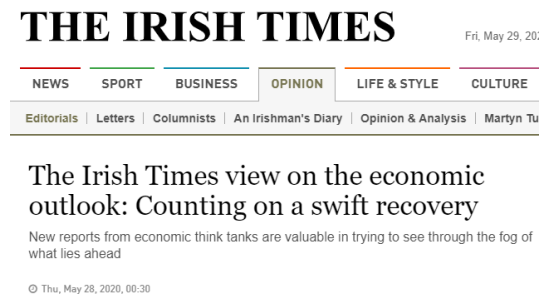 THE IRISH TIMES
Fri, May 29, 202
NEWS SPORT BUSINESS OPINION LIFE & STYLE CULTURE
Editorials | Letters | Columnists | An Irishman's Diary | Opinion & Analysis | Martyn Tu
The Irish Times view on the economic
outlook: Counting on a swift recovery
New reports from economic think tanks are valuable in trying to see through the fog of
what lies ahead
Thu, May 28, 2020, 00:30